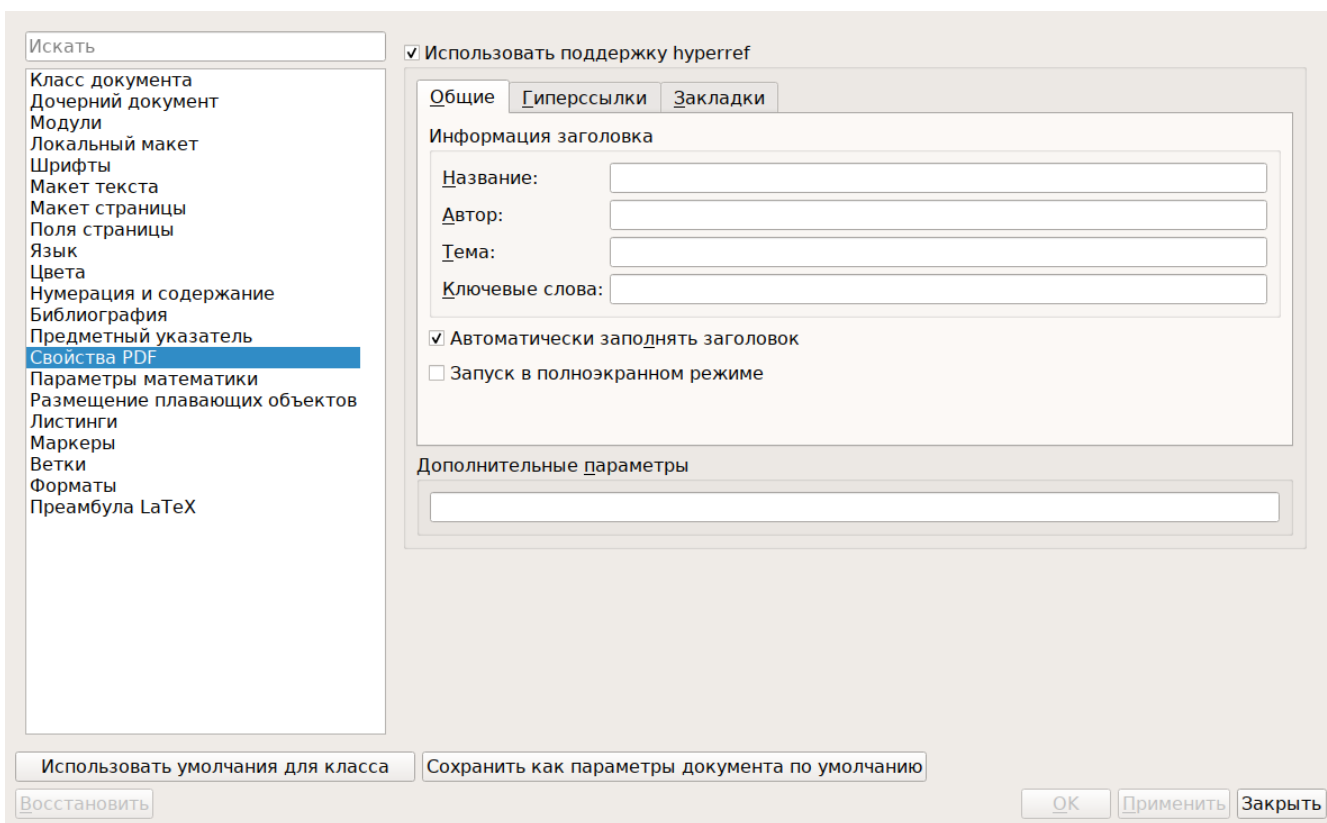 Искать
Класс документа
Дочерний документ
Модули
Локальный макет
Шрифты
Макет текста
Макет страницы
Поля страницы
Язык
Цвета
Нумерация и содержание
Библиография
Предметный указатель
Свойства PDF
Параметры математики
Размещение плавающих объектов
Листинги
Маркеры
Ветки
Форматы
Преамбула LaTeX
Использовать поддержку hyperref
Общие Гиперссылки Закладки
Информация заголовка
Название:
Автор:
Тема:
Ключевые слова:
Автоматически заполнять заголовок
Запуск в полноэкранном режиме
Дополнительные параметры
Использовать умолчания для класса Сохранить как параметры документа по умолчанию
Восстановить OK Применить Закрыть